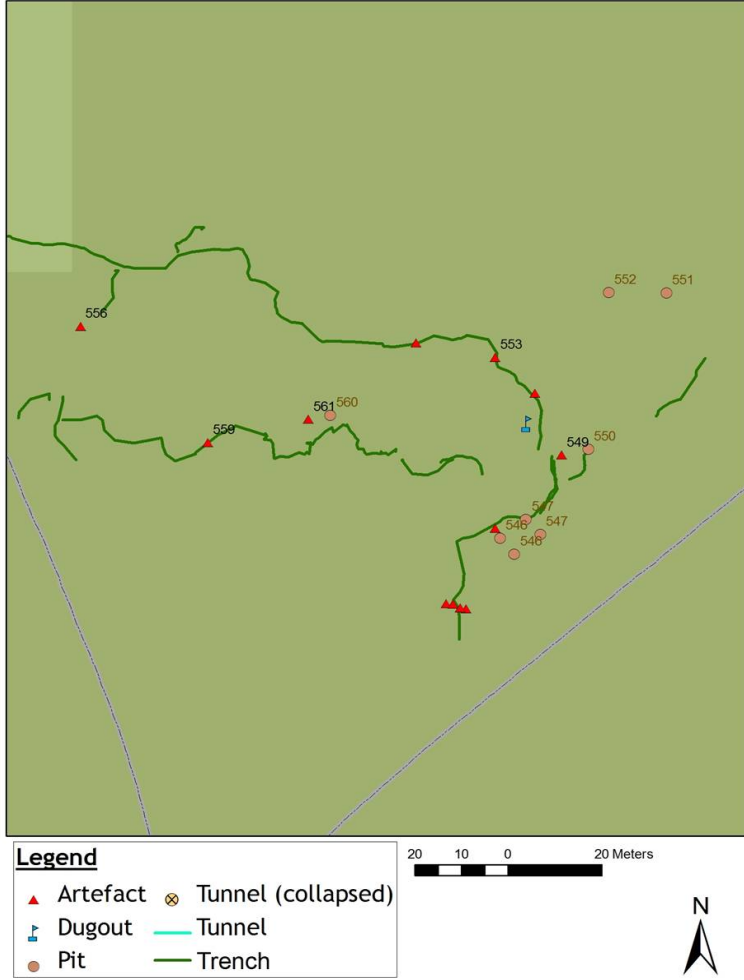 552
551
556
553
561
560
559
549
550
547
546
547
548
Legend
Artefact
Tunnel (collapsed)
Dugout
Tunnel
Pit
Trench
20 10 0 20 Meters
N